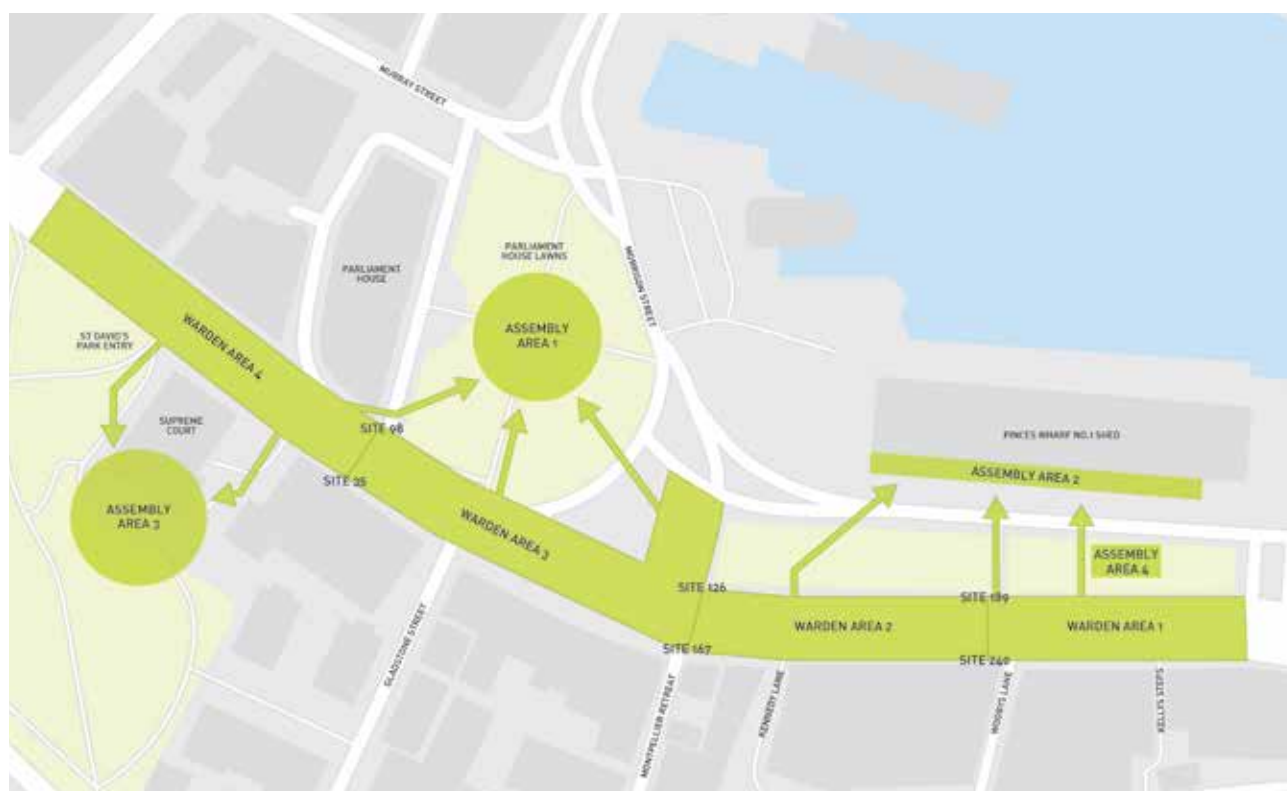 MURRAY STREET
PARLIAMENT
HOUSE LAWNS
MORRISON STREET
PARLIAMENT
HOUSE
ASSEMBLY
AREA 1
ST DAVID'S
PARK ENTRY
WARDEN AREA 4
SUPREME
COURT
SITE 98
SITE 35
ASSEMBLY
AREA 3
WARDEN AREA 3
PINCES WHARF NO.1 SHED
ASSEMBLY AREA 2
ASSEMBLY
AREA 4
SITE 126
SITE 189
WARDEN AREA 2
WARDEN AREA 1
SITE 167
SITE 240
GLADSTONE STREET
MONTPELLIER RETREAT
KENNEDY LANE
WOOBYS LANE
KELLYS STEPS